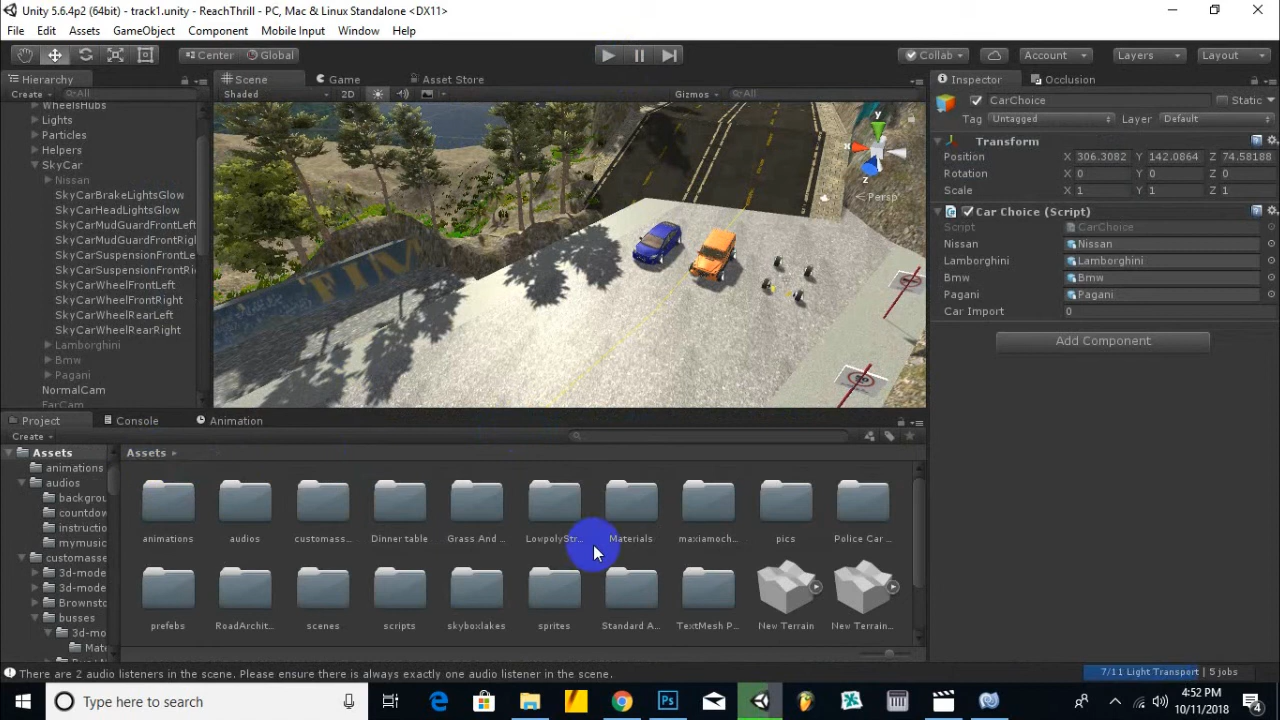 Unity 5.6.4p2 (64bit) - track1.unity - ReachThrill - PC, Mac & Linux Standalone <DX11>
File Edit Assets GameObject Component Mobile Input Window Help
Center Global Collab Account Layers Layout
Hierarchy
Create All
WheelsHubs
Lights
Particles
Helpers
SkyCar
Nissan
SkyCarBrakeLightsGlow
SkyCarHeadLightsGlow
SkyCarMudGuardFrontLeft
SkyCarMudGuardFrontRigh
SkyCarSuspensionFrontLe
SkyCarSuspensionFrontRi
SkyCarWheelFrontLeft
SkyCarWheelFrontRight
SkyCarWheelRearLeft
SkyCarWheelRearRight
Lamborghini
Bmw
Pagani
NormalCam
FarCam
Scene Game Asset Store
Shaded 2D Gizmos All
y
x
z
Persp
TIM
Inspector Occlusion
CarChoice Static
Tag Untagged Layer Default
Transform
Position X 306.3082 Y 142.0864 Z 74.58188
Rotation X 0 Y 0 Z 0
Scale X 1 Y 1 Z 1
Car Choice (Script)
Script CarChoice
Nissan Nissan
Lamborghini Lamborghini
Bmw Bmw
Pagani Pagani
Car Import 0
Add Component
Project Console Animation
Create
Assets
animations
audios
backgrou
countdow
instructio
mymusic
customasse
3d-mode
3d-mode
Brownsto
busses
3d-mo
Mate
Assets
animations audios customass... Dinner table Grass And ... LowpolyStr... Materials maxiamoch... pics Police Car ...
prefebs RoadArchit... scenes scripts skyboxlakes sprites Standard A... TextMesh P... New Terrain New Terrain...
There are 2 audio listeners in the scene. Please ensure there is always exactly one audio listener in the scene.
7/11 Light Transport 5 jobs
Type here to search
4:52 PM
10/11/2018
4